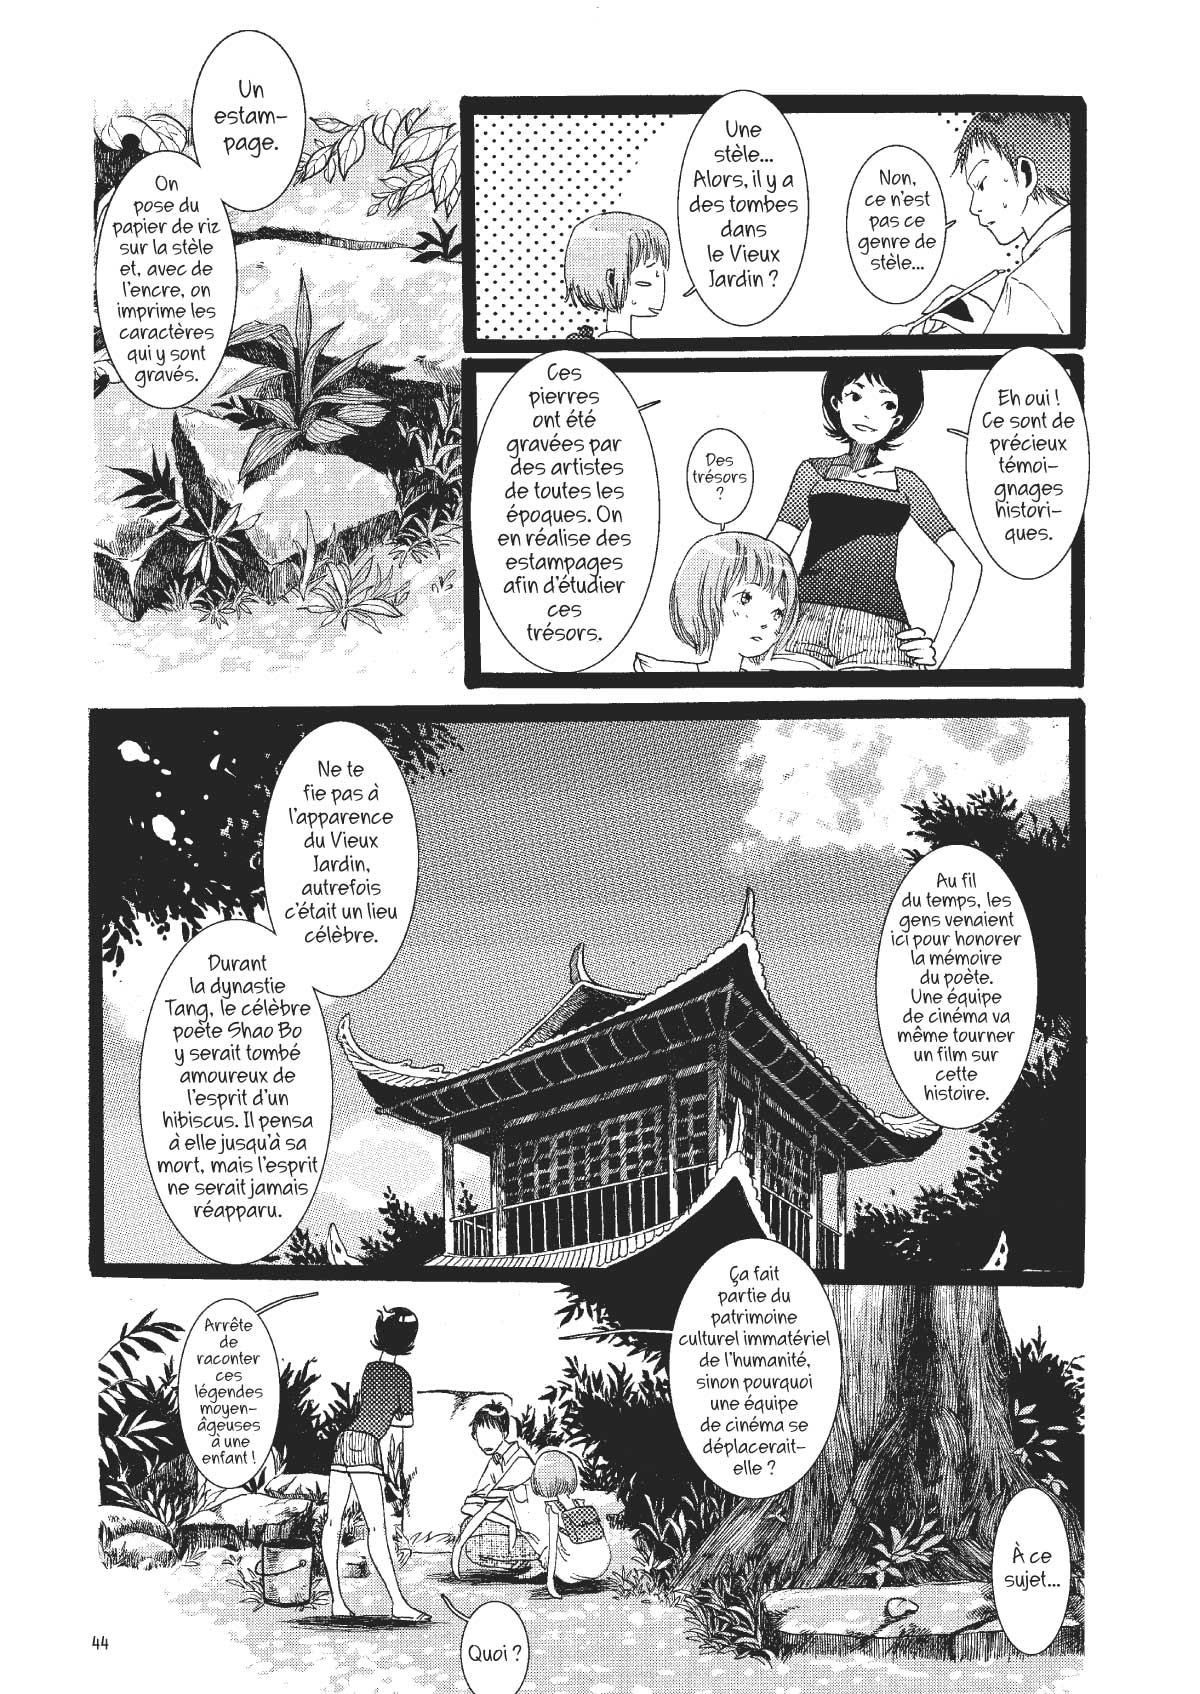 Un
estam-
page.
On
pose du
papier de riz
sur la stèle
et, avec de
l'encre, on
imprime les
caractères
qui y sont
gravés.
Une
stèle...
Alors, il y a
des tombes
dans
le Vieux
Jardin ?
Non,
ce n'est
pas ce
genre de
stèle...
Ces
pierres
ont été
gravées par
des artistes
de toutes les
époques. On
en réalise des
estampages
afin d'étudier
ces
trésors.
Des
trésors
?
Eh oui !
Ce sont de
précieux
témoi-
gnages
histori-
ques.
Ne te
fie pas à
l'apparence
du Vieux
Jardin,
autrefois
c'était un lieu
célèbre.
Durant
la dynastie
Tang, le célèbre
poète Shao Bo
y serait tombé
amoureux de
l'esprit d'un
hibiscus. Il pensa
à elle jusqu'à sa
mort, mais l'esprit
ne serait jamais
réapparu.
Au fil
du temps, les
gens venaient
ici pour honorer
la mémoire
du poète.
Une équipe
de cinéma va
même tourner
un film sur
cette
histoire.
Arrête
de
raconter
ces
légendes
moyen-
âgeuses
à une
enfant !
Ça fait
partie du
patrimoine
culturel immatériel
de l'humanité,
sinon pourquoi
une équipe
de cinéma se
déplacerait-
elle ?
À ce
sujet...
Quoi ?
44